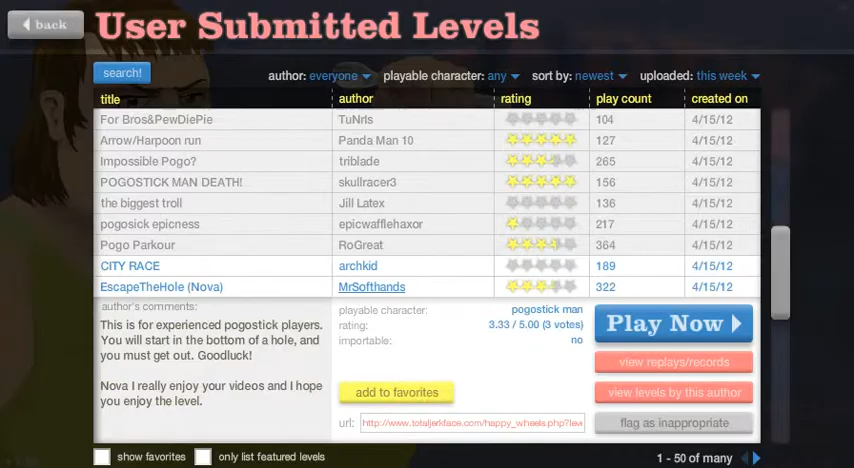 back
User Submitted Levels
search!
author: everyone playable character: any sort by: newest uploaded: this week
title author rating play count created on
For Bros&PewDiePie TuNrls 104 4/15/12
Arrow/Harpoon run Panda Man 10 127 4/15/12
Impossible Pogo? triblade 265 4/15/12
POGOSTICK MAN DEATH! skullracer3 156 4/15/12
the biggest troll Jill Latex 136 4/15/12
pogosick epicness epicwafflehaxor 217 4/15/12
Pogo Parkour RoGreat 364 4/15/12
CITY RACE archkid 189 4/15/12
EscapeTheHole (Nova) MrSofthands 322 4/15/12
author's comments:
This is for experienced pogostick players.
You will start in the bottom of a hole, and
you must get out. Goodluck!
Nova I really enjoy your videos and I hope
you enjoy the level.
playable character: pogostick man
rating: 3.33 / 5.00 (3 votes)
importable: no
add to favorites
url: http://www.totaljerkface.com/happy_wheels.php?lev
Play Now
view replays/records
view levels by this author
flag as inappropriate
show favorites only list featured levels 1 - 50 of many